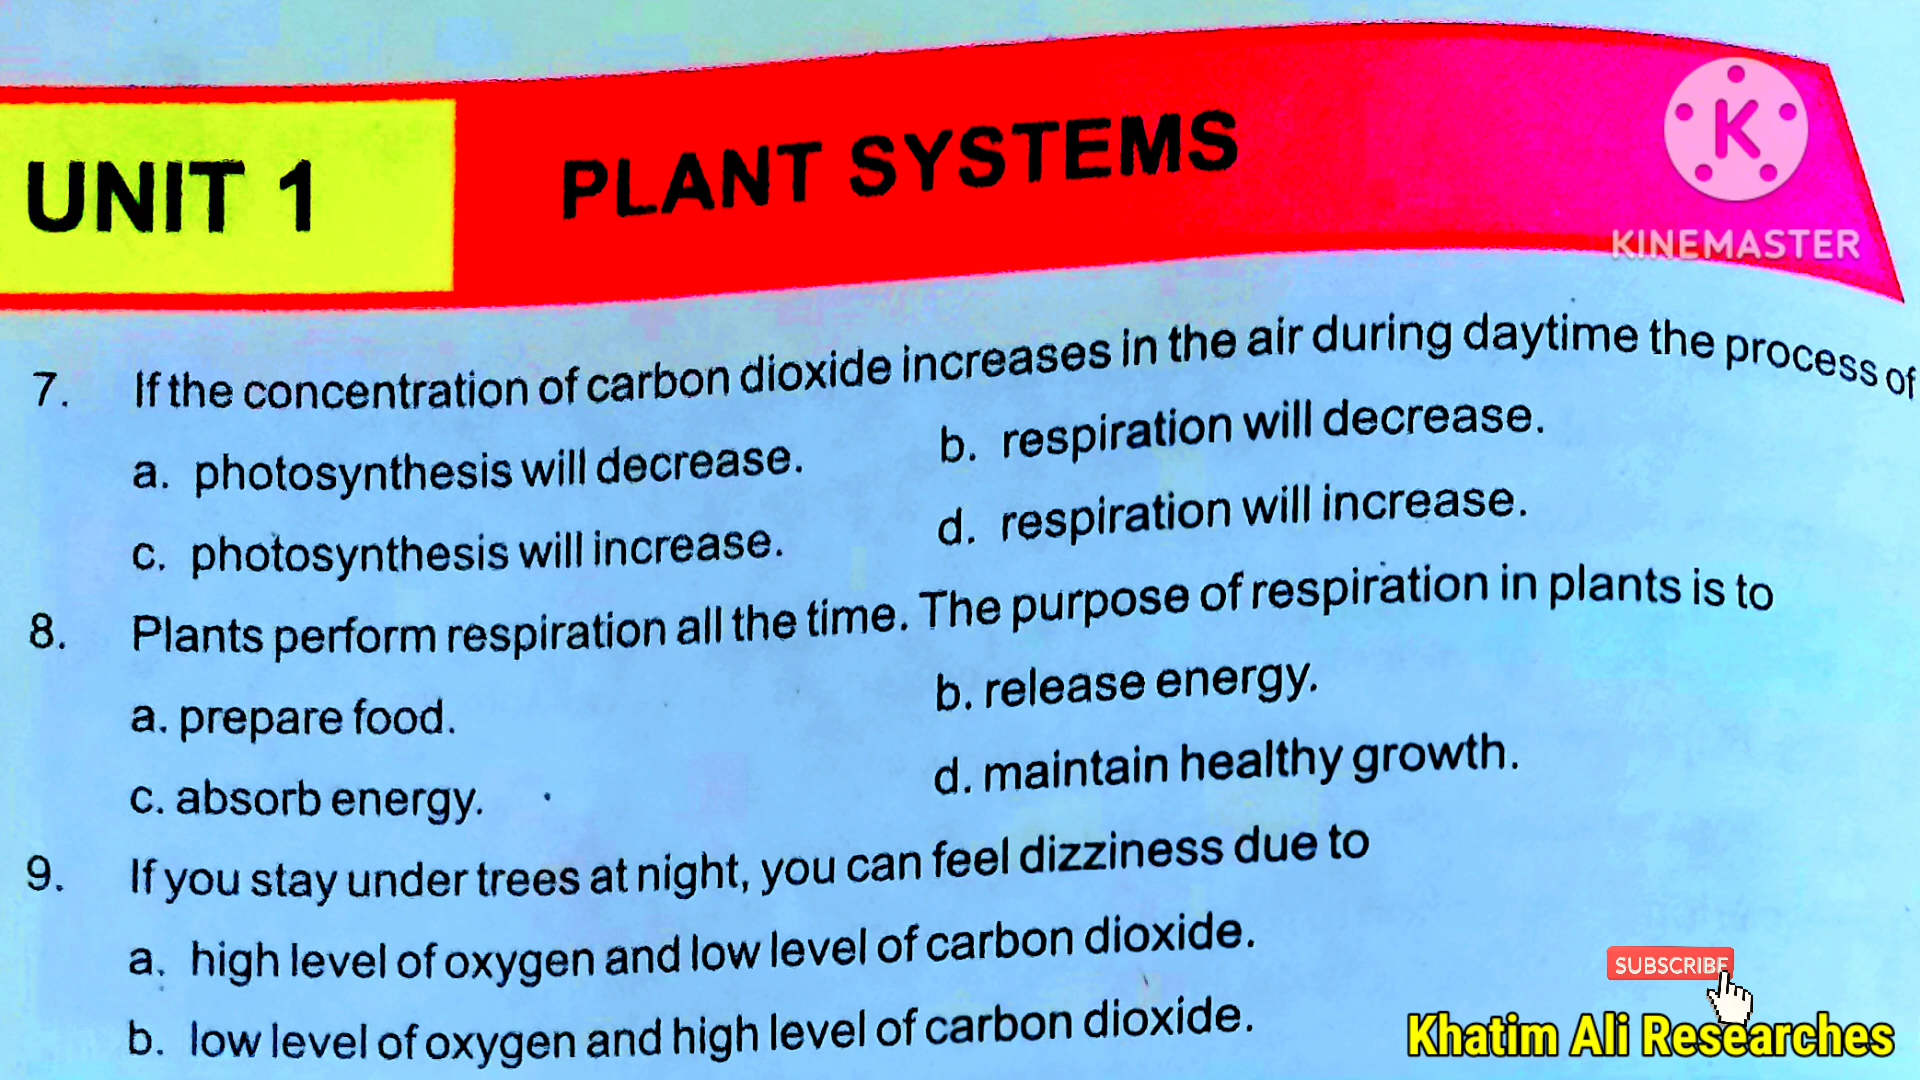 UNIT 1
PLANT SYSTEMS
K
KINEMASTER
7. If the concentration of carbon dioxide increases in the air during daytime the process of
a. photosynthesis will decrease. b. respiration will decrease.
c. photosynthesis will increase. d. respiration will increase.
8. Plants perform respiration all the time. The purpose of respiration in plants is to
a. prepare food. b. release energy.
c. absorb energy. d. maintain healthy growth.
9. If you stay under trees at night, you can feel dizziness due to
a. high level of oxygen and low level of carbon dioxide.
b. low level of oxygen and high level of carbon dioxide.
SUBSCRIBE
Khatim Ali Researches